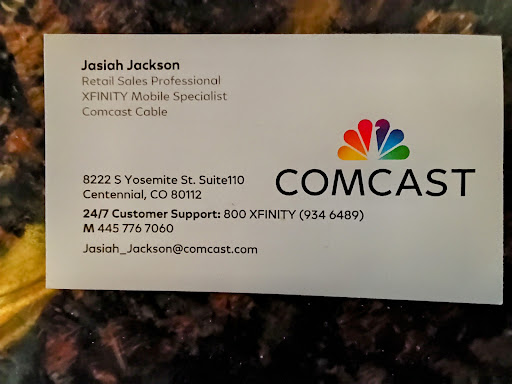 Jasiah Jackson
Retail Sales Professional
XFINITY Mobile Specialist
Comcast Cable
COMCAST
8222 S Yosemite St. Suite110
Centennial, CO 80112
24/7 Customer Support: 800 XFINITY (934 6489)
M 445 776 7060
Jasiah_Jackson@comcast.com